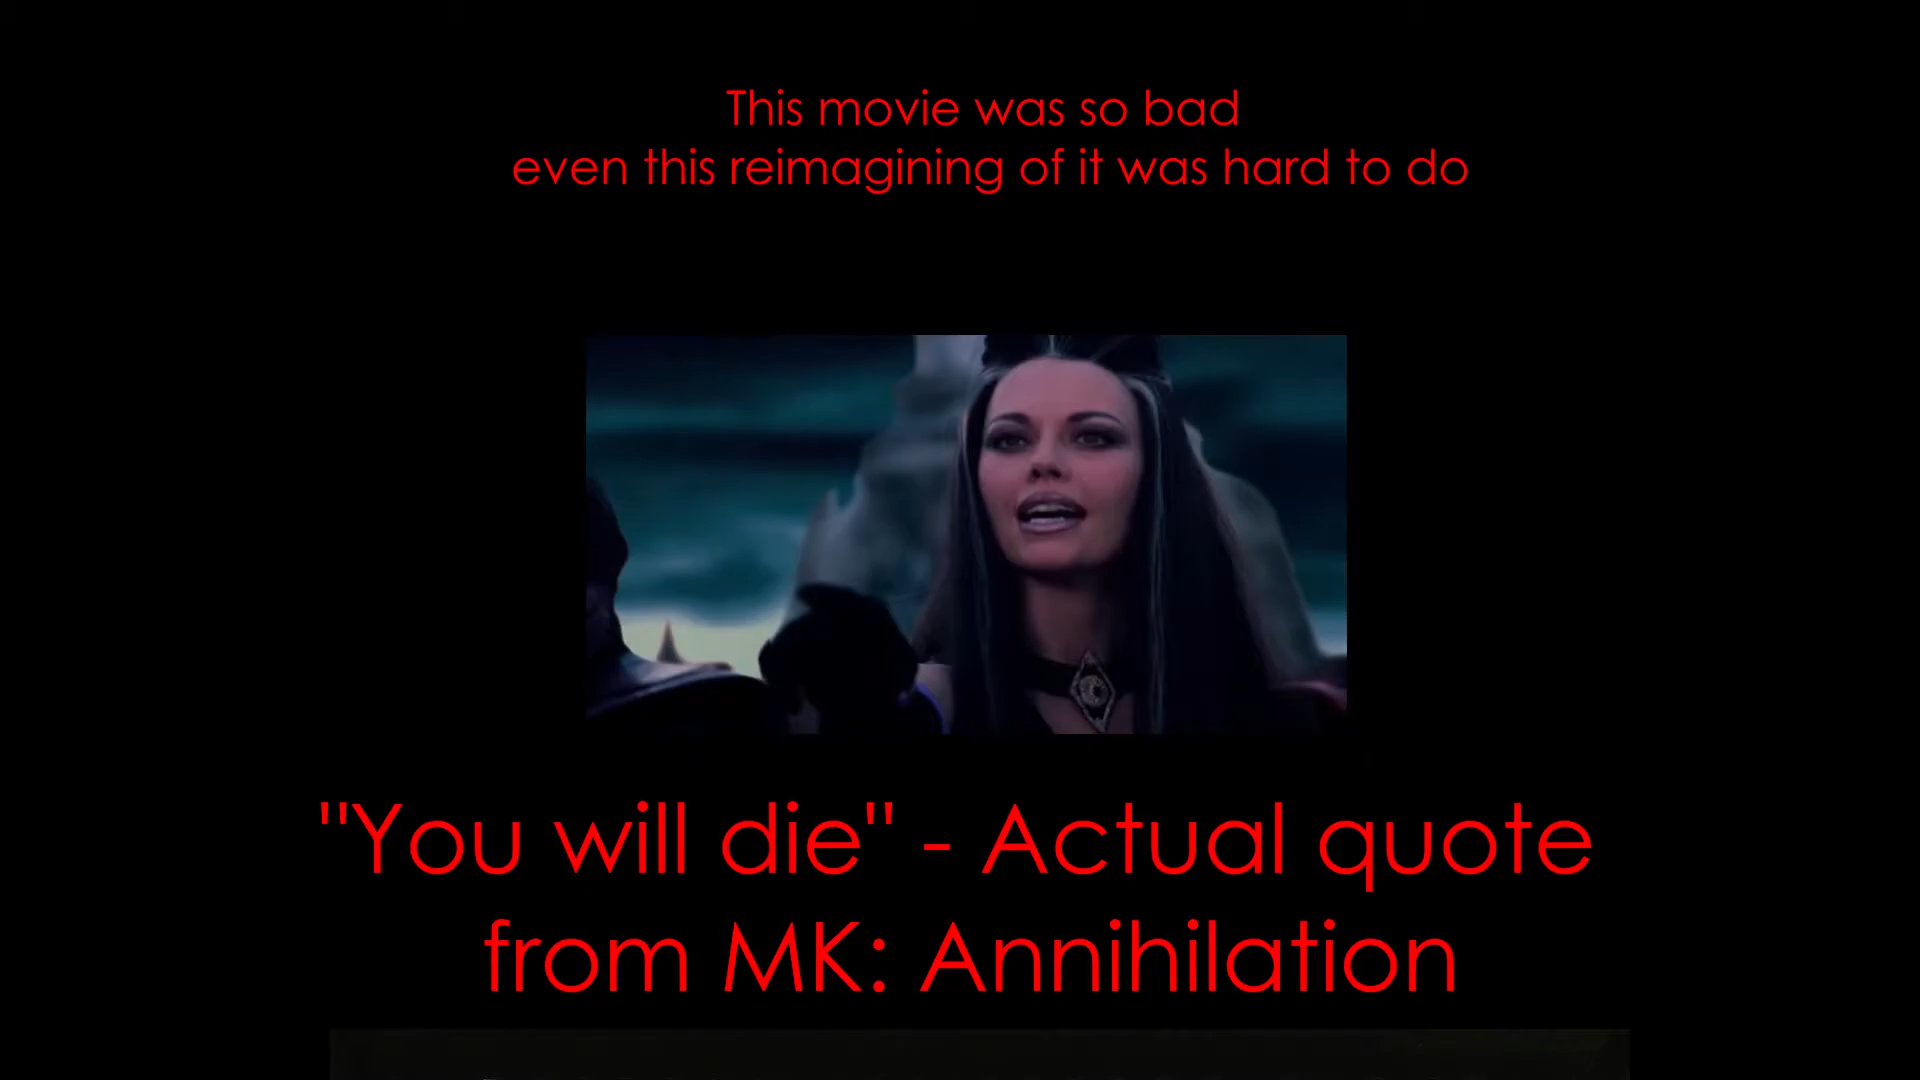 This movie was so bad
even this reimagining of it was hard to do
"You will die" - Actual quote
from MK: Annihilation